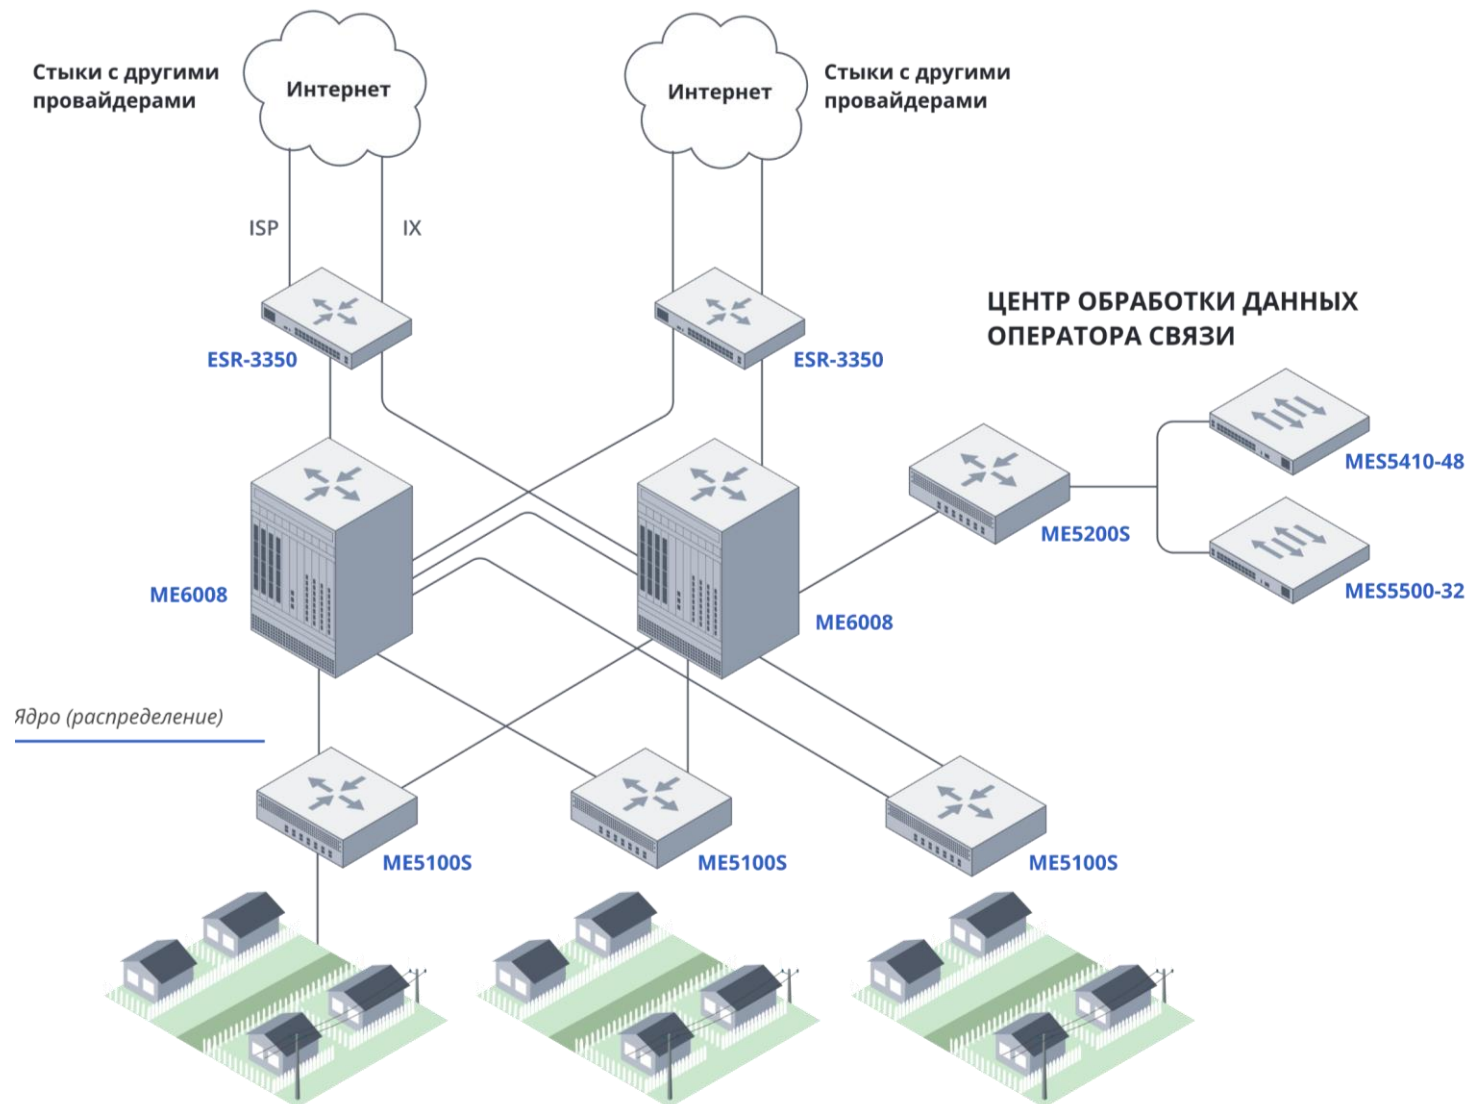 Стыки с другими
провайдерами
Интернет
Интернет
Стыки с другими
провайдерами
ISP
IX
ЦЕНТР ОБРАБОТКИ ДАННЫХ
ОПЕРАТОРА СВЯЗИ
ESR-3350
ESR-3350
MES5410-48
ME5200S
ME6008
MES5500-32
ME6008
Ядро (распределение)
ME5100S
ME5100S
ME5100S